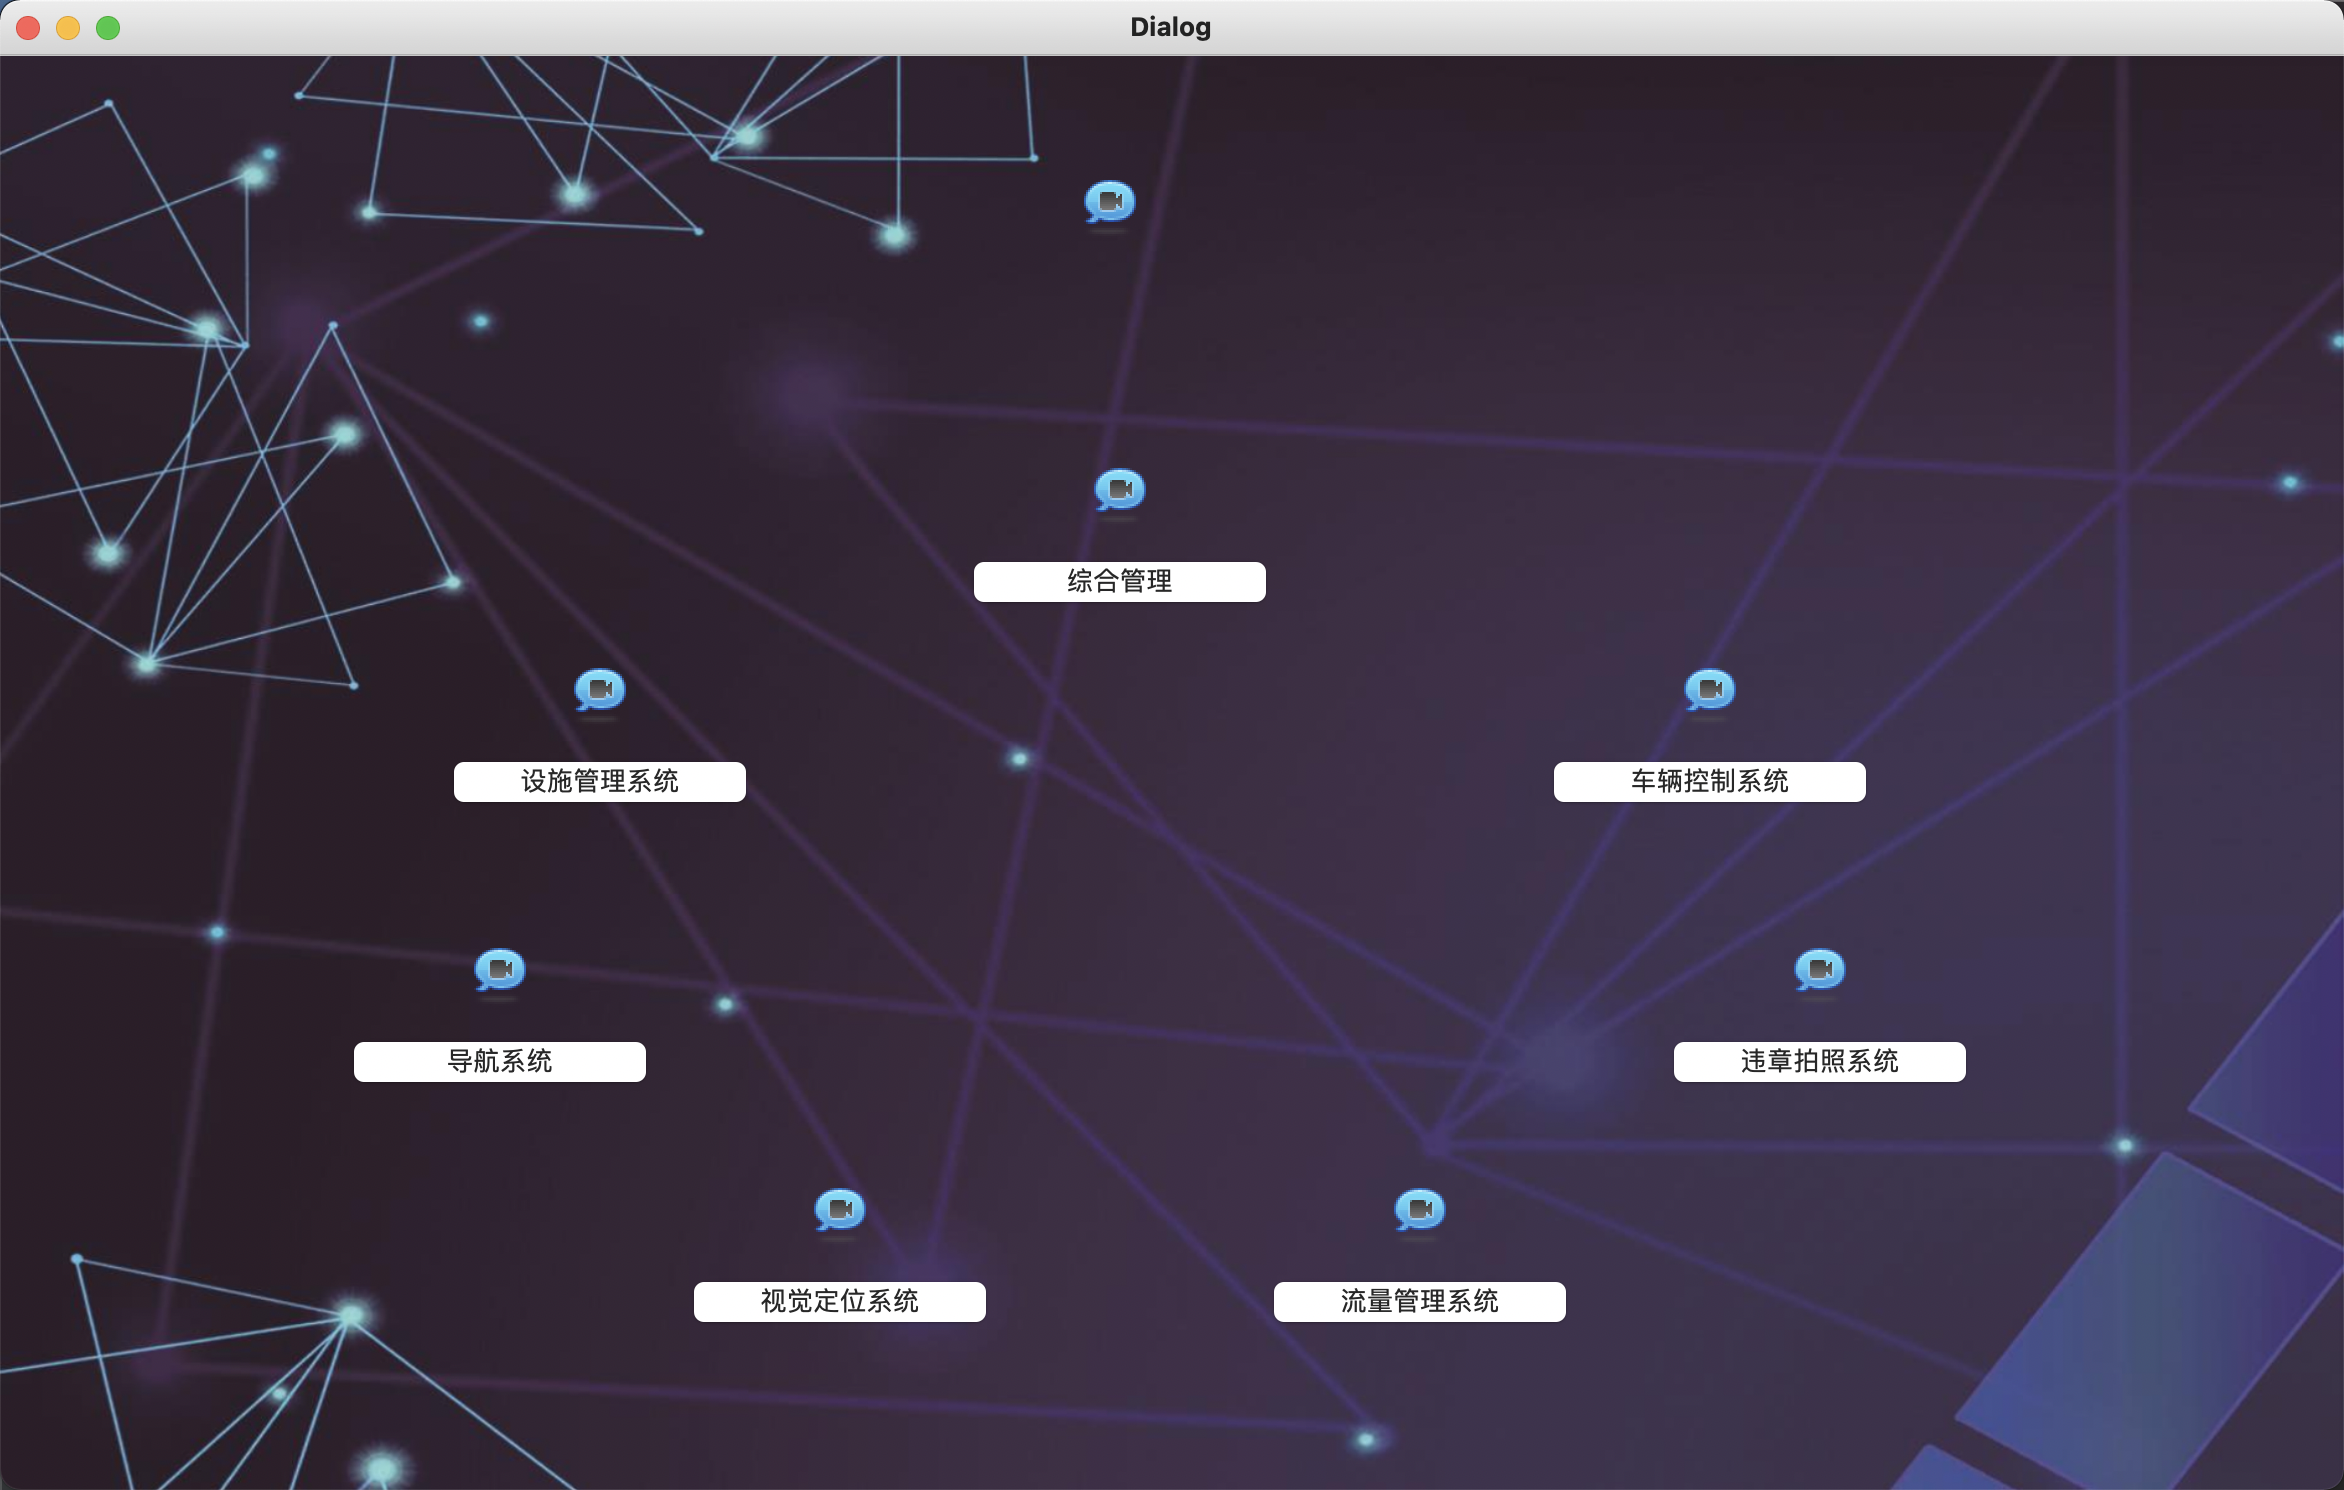 Dialog
综合管理
设施管理系统
车辆控制系统
导航系统
违章拍照系统
视觉定位系统
流量管理系统